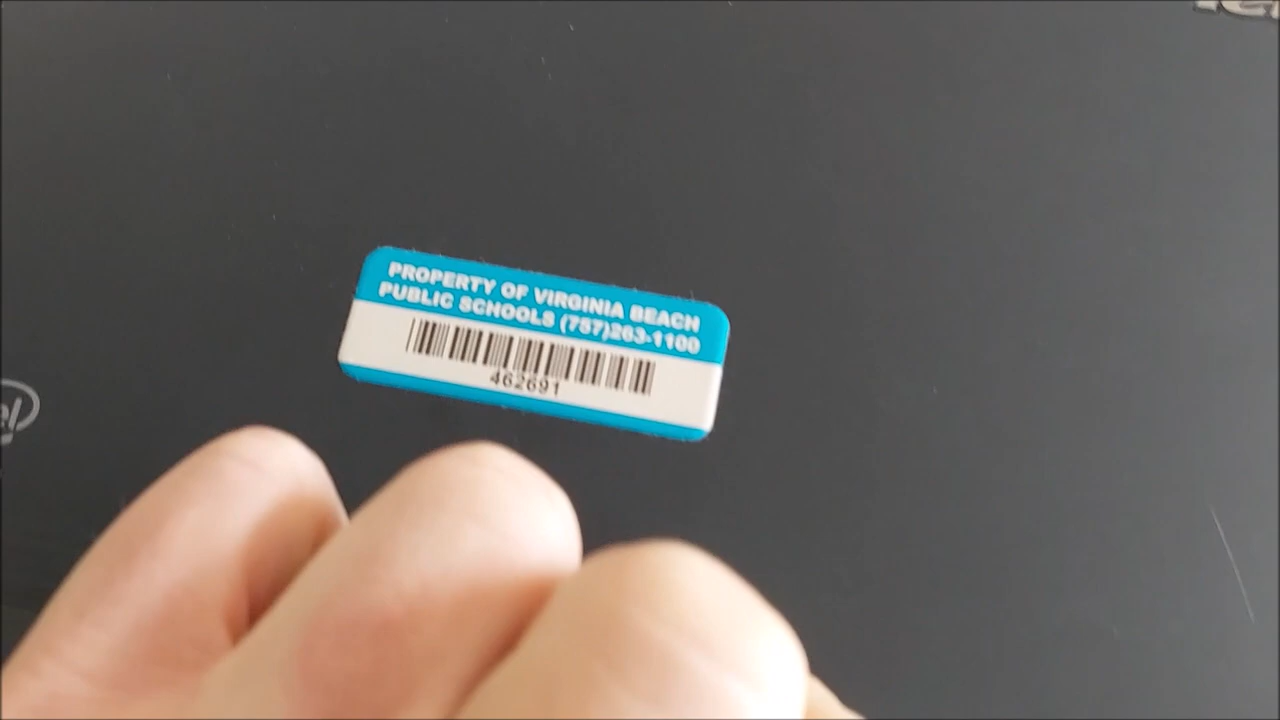 PROPERTY OF VIRGINIA BEACH
PUBLIC SCHOOLS (757)263-1100
462691